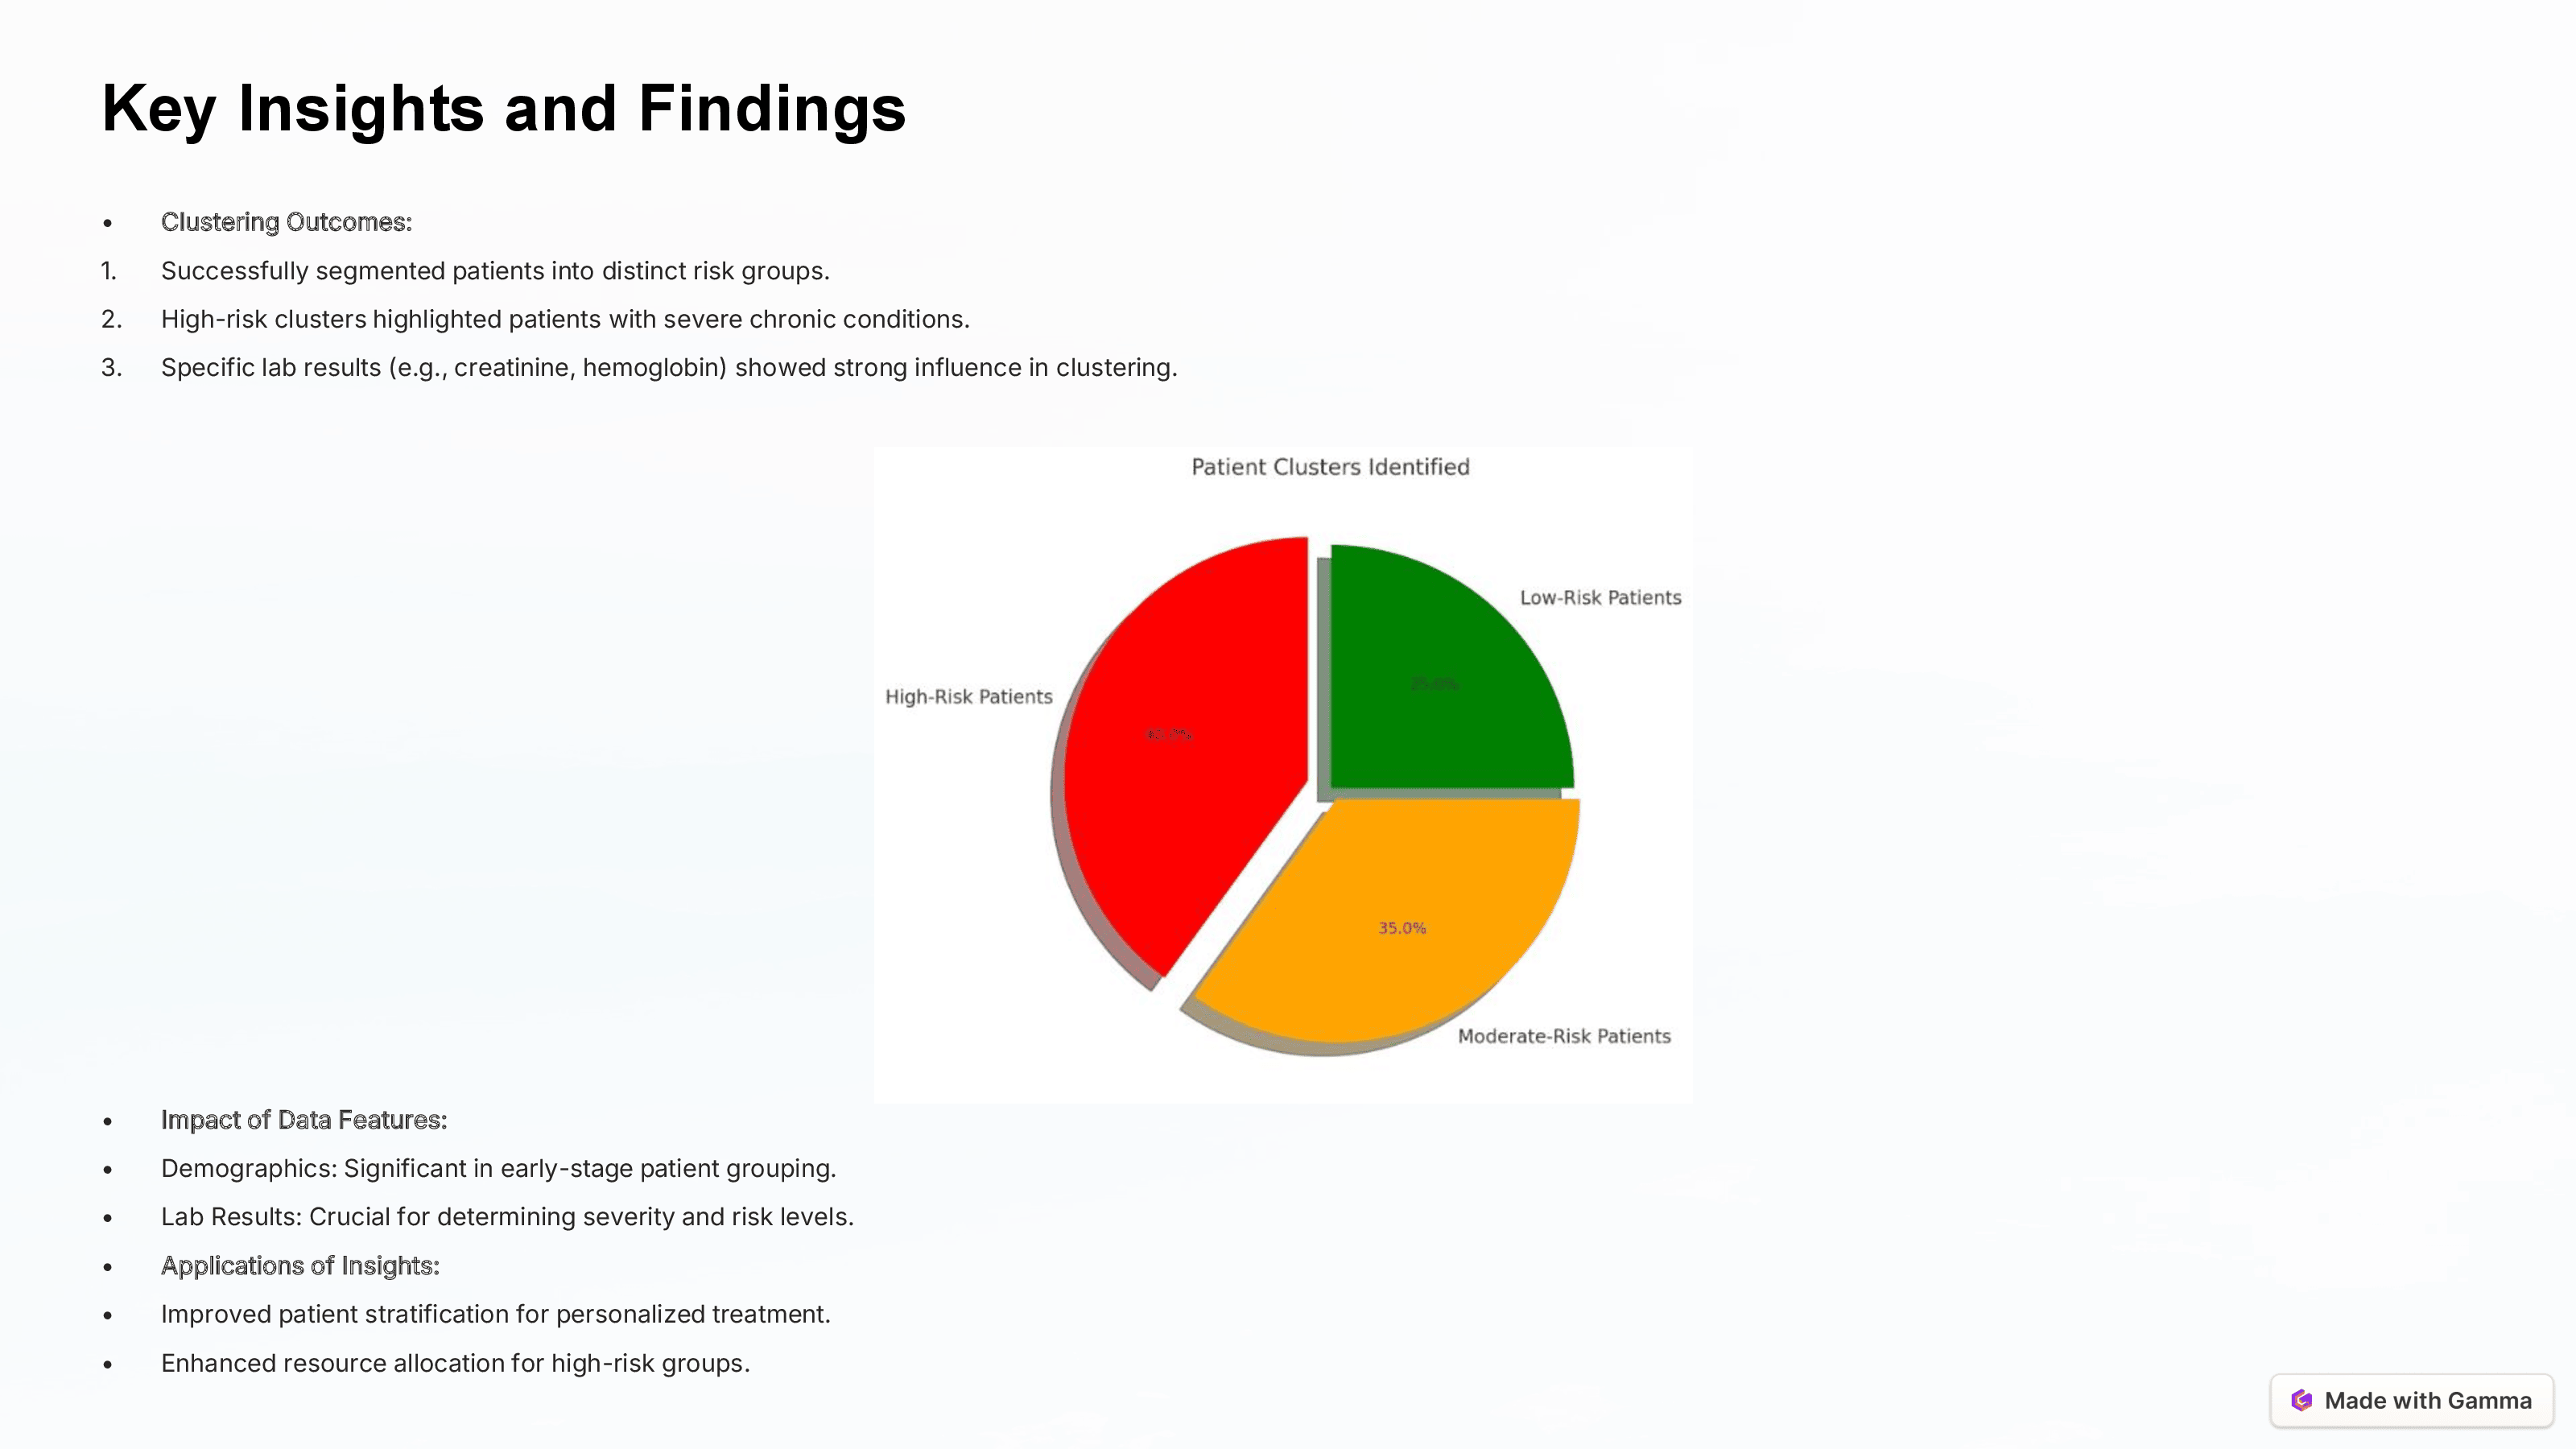 Key Insights and Findings
• Clustering Outcomes:
1. Successfully segmented patients into distinct risk groups.
2. High-risk clusters highlighted patients with severe chronic conditions.
3. Specific lab results (e.g., creatinine, hemoglobin) showed strong influence in clustering.
Patient Clusters Identified
Low-Risk Patients
High-Risk Patients
35.0%
Moderate-Risk Patients
• Impact of Data Features:
• Demographics: Significant in early-stage patient grouping.
• Lab Results: Crucial for determining severity and risk levels.
• Applications of Insights:
• Improved patient stratification for personalized treatment.
• Enhanced resource allocation for high-risk groups.
Made with Gamma